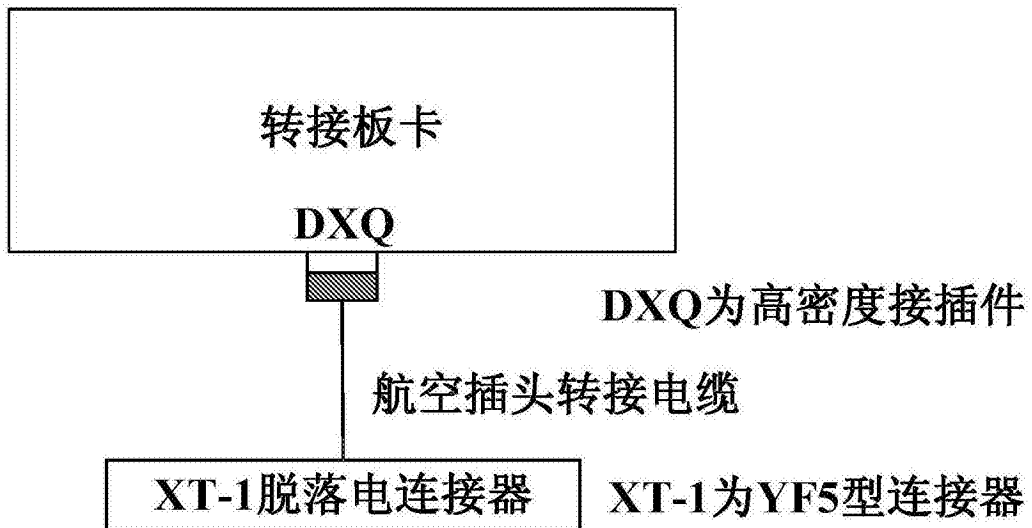 转接板卡
DXQ
DXQ为高密度接插件
航空插头转接电缆
XT-1脱落电连接器
XT-1为YF5型连接器